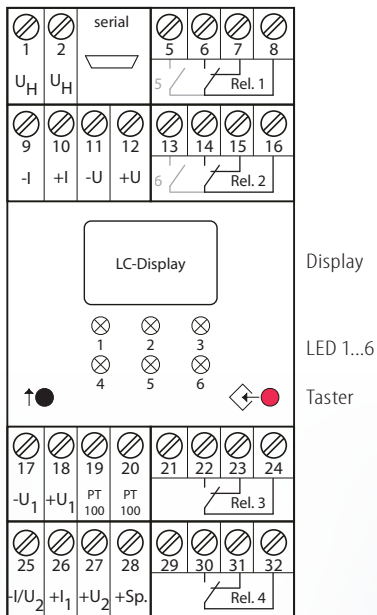 serial
1 2 5 6 7 8
U_H U_H 5 Rel. 1
9 10 11 12 13 14 15 16
-I +I -U +U 6 Rel. 2
LC-Display
Display
1 2 3
LED 1...6
4 5 6
Taster
17 18 19 20 21 22 23 24
-U1 +U1 PT 100 PT 100 Rel. 3
25 26 27 28 29 30 31 32
-I/U2 +I1 +U2 +Sp. Rel. 4